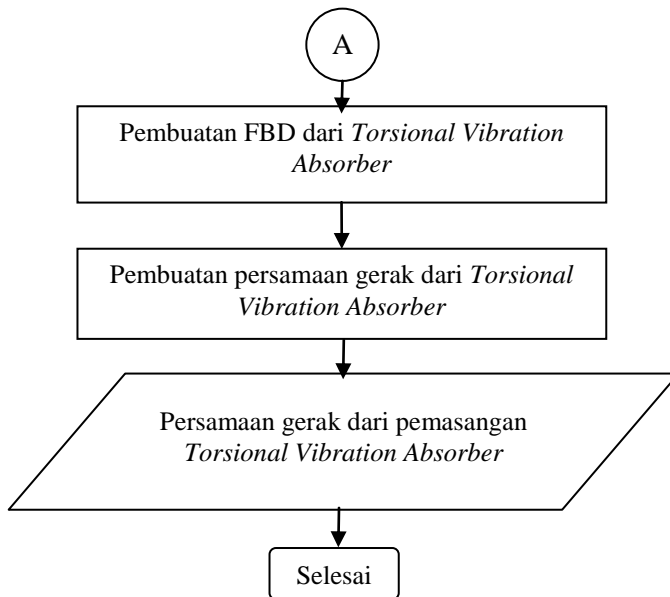 A
Pembuatan FBD dari Torsional Vibration
Absorber
Pembuatan persamaan gerak dari Torsional
Vibration Absorber
Persamaan gerak dari pemasangan
Torsional Vibration Absorber
Selesai